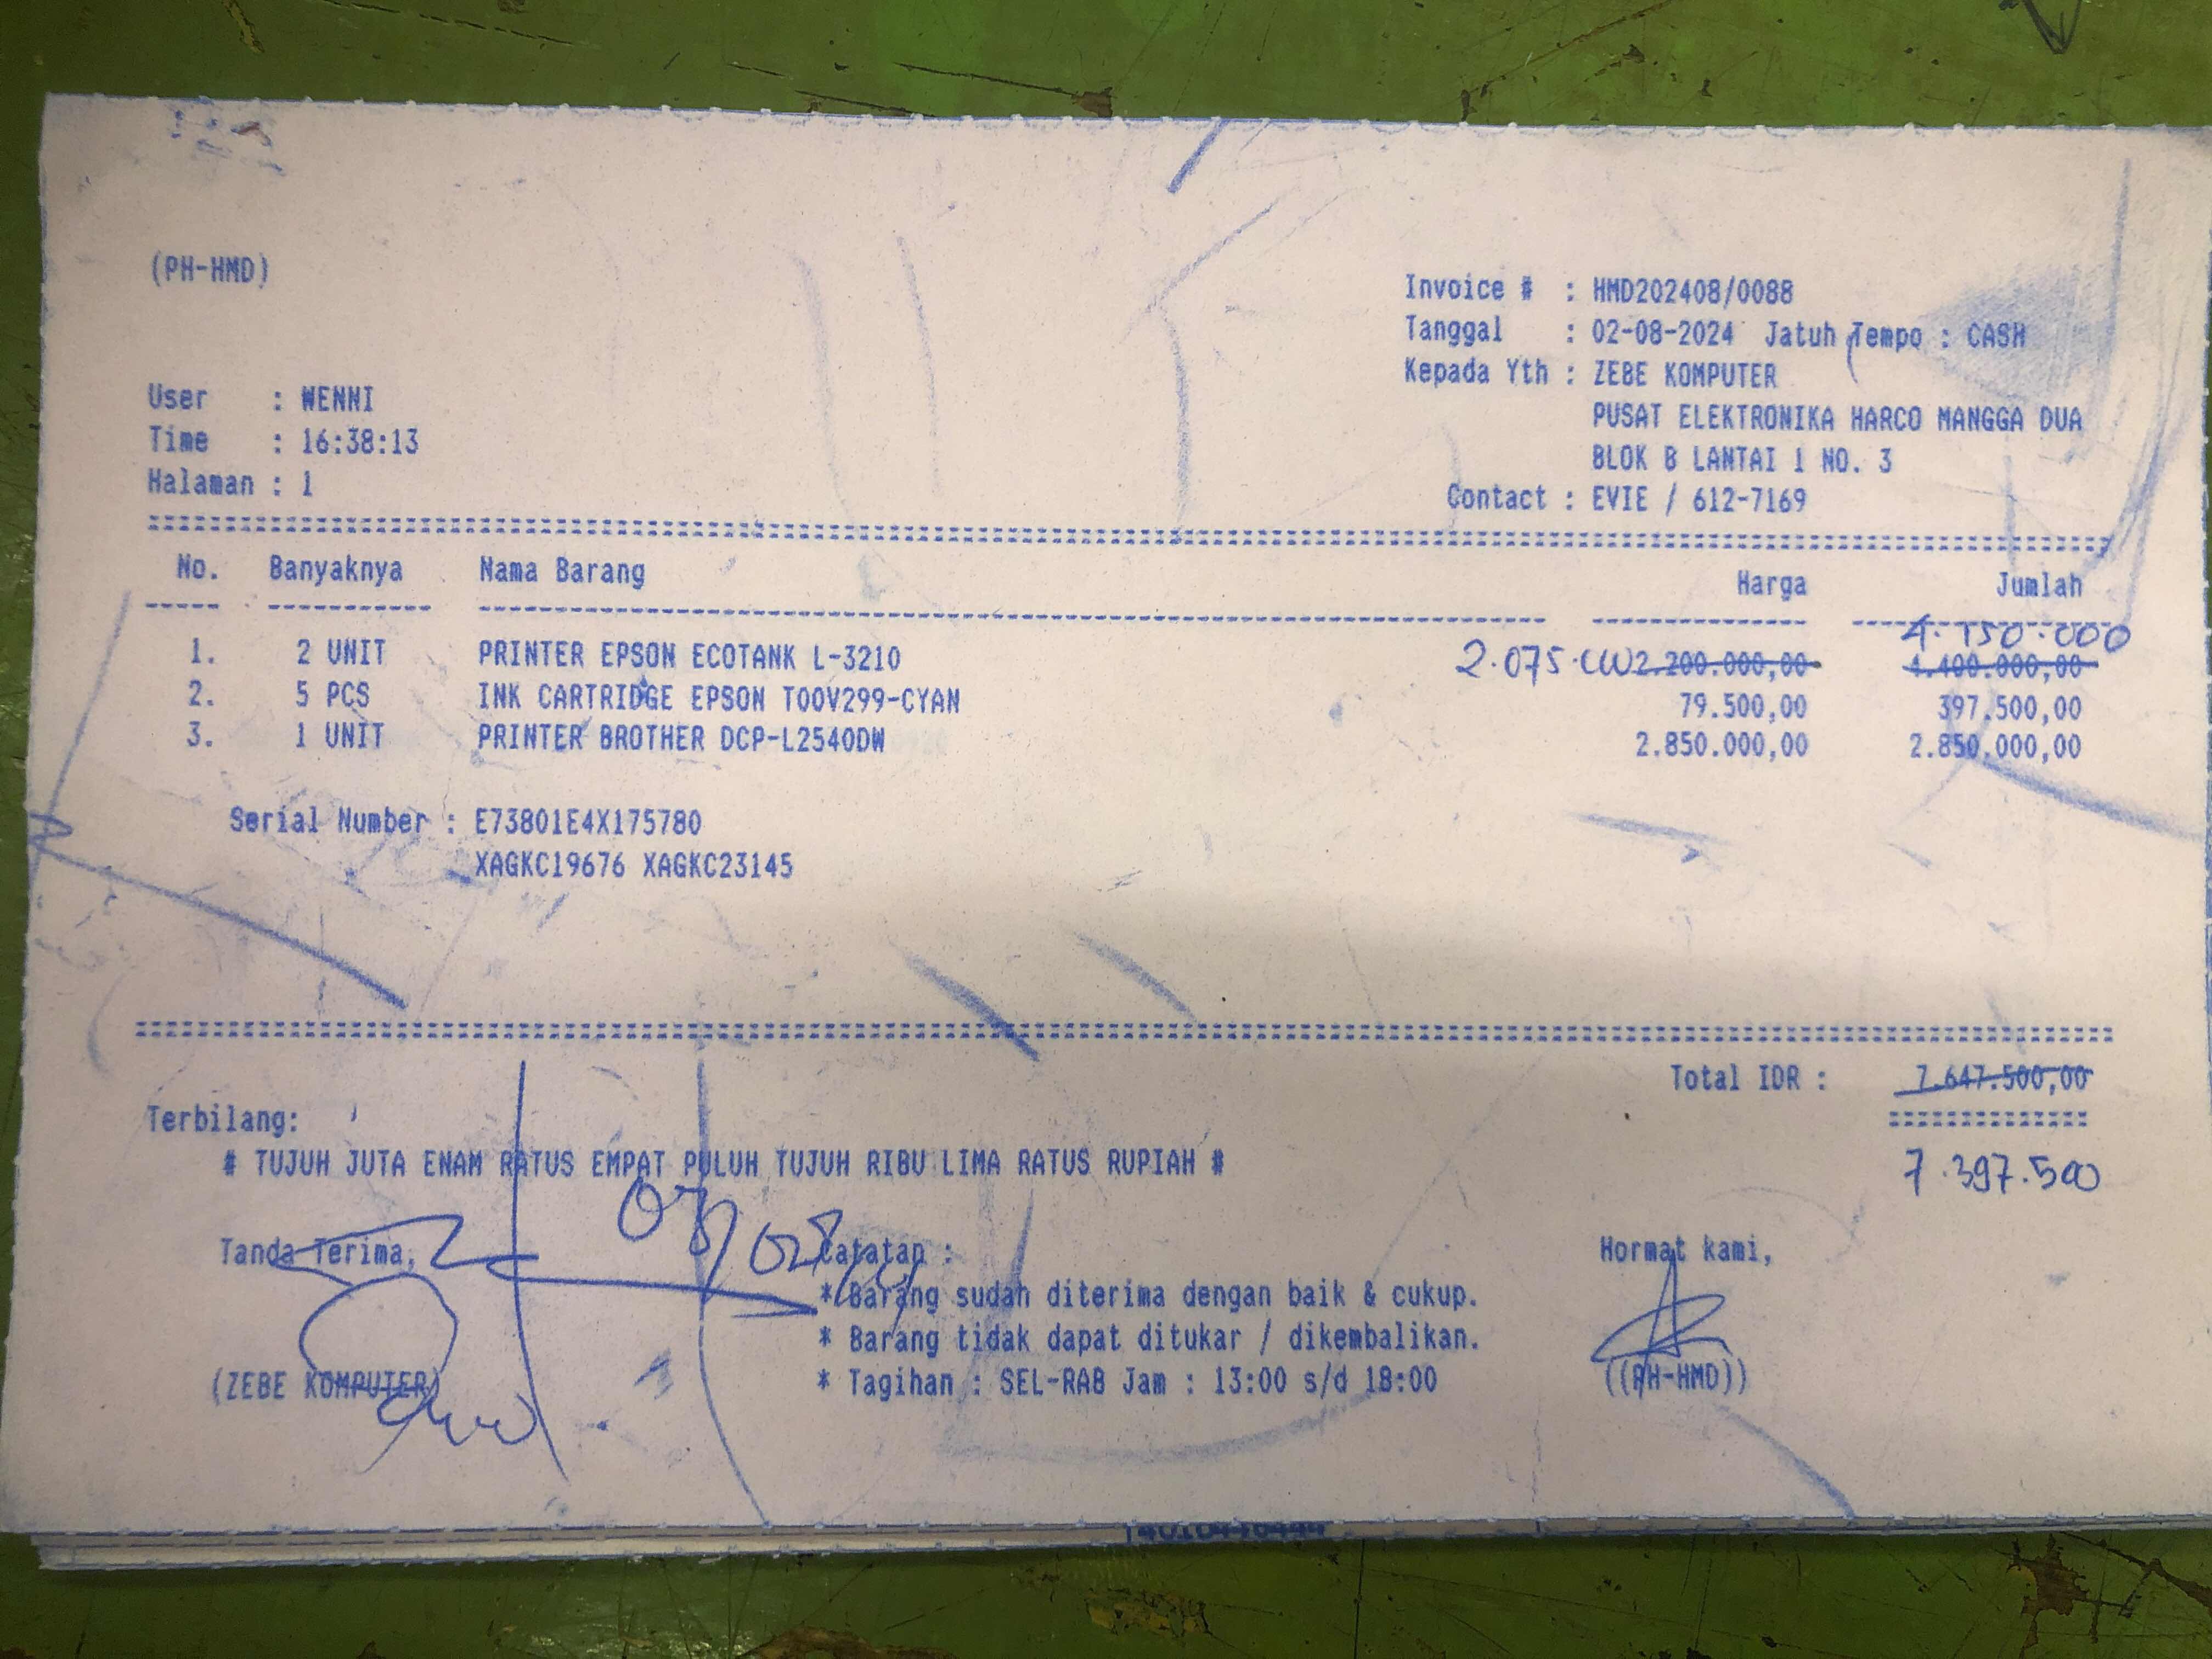 (PH-HMD)
Invoice # : HMD202408/0088
Tanggal : 02-08-2024 Jatuh Tempo : CASH
Kepada Yth : ZEBE KOMPUTER
PUSAT ELEKTRONIKA HARCO MANGGA DUA
BLOK B LANTAI 1 NO. 3
Contact : EVIE / 612-7169
User : WENNI
Time : 16:38:13
Halaman : 1
No. Banyaknya Nama Barang Harga Jumlah
4.150.000
1. 2 UNIT PRINTER EPSON ECOTANK L-3210 2.075. 2.200.000,00 4.400.000,00
2. 5 PCS INK CARTRIDGE EPSON T00V299-CYAN 79.500,00 397.500,00
3. 1 UNIT PRINTER BROTHER DCP-L2540DW 2.850.000,00 2.850.000,00
Serial Number : E73801E4X175780
XAGKC19676 XAGKC23145
Total IDR : 7.647.500,00
Terbilang:
# TUJUH JUTA ENAM RATUS EMPAT PULUH TUJUH RIBU LIMA RATUS RUPIAH #
7.397.500
Tanda Terima, Catatan : Hormat kami,
* Barang sudah diterima dengan baik & cukup.
* Barang tidak dapat ditukar / dikembalikan.
(ZEBE KOMPUTER) * Tagihan : SEL-RAB Jam : 13:00 s/d 18:00 ((PH-HMD))